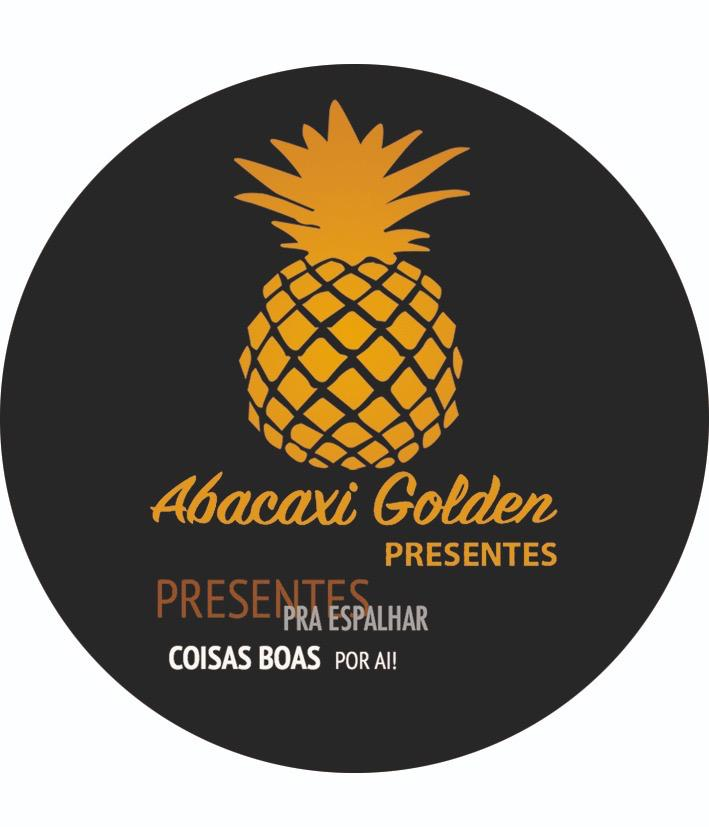 Abacaxi Golden
PRESENTES
PRESENTES
PRA ESPALHAR
COISAS BOAS POR AI!